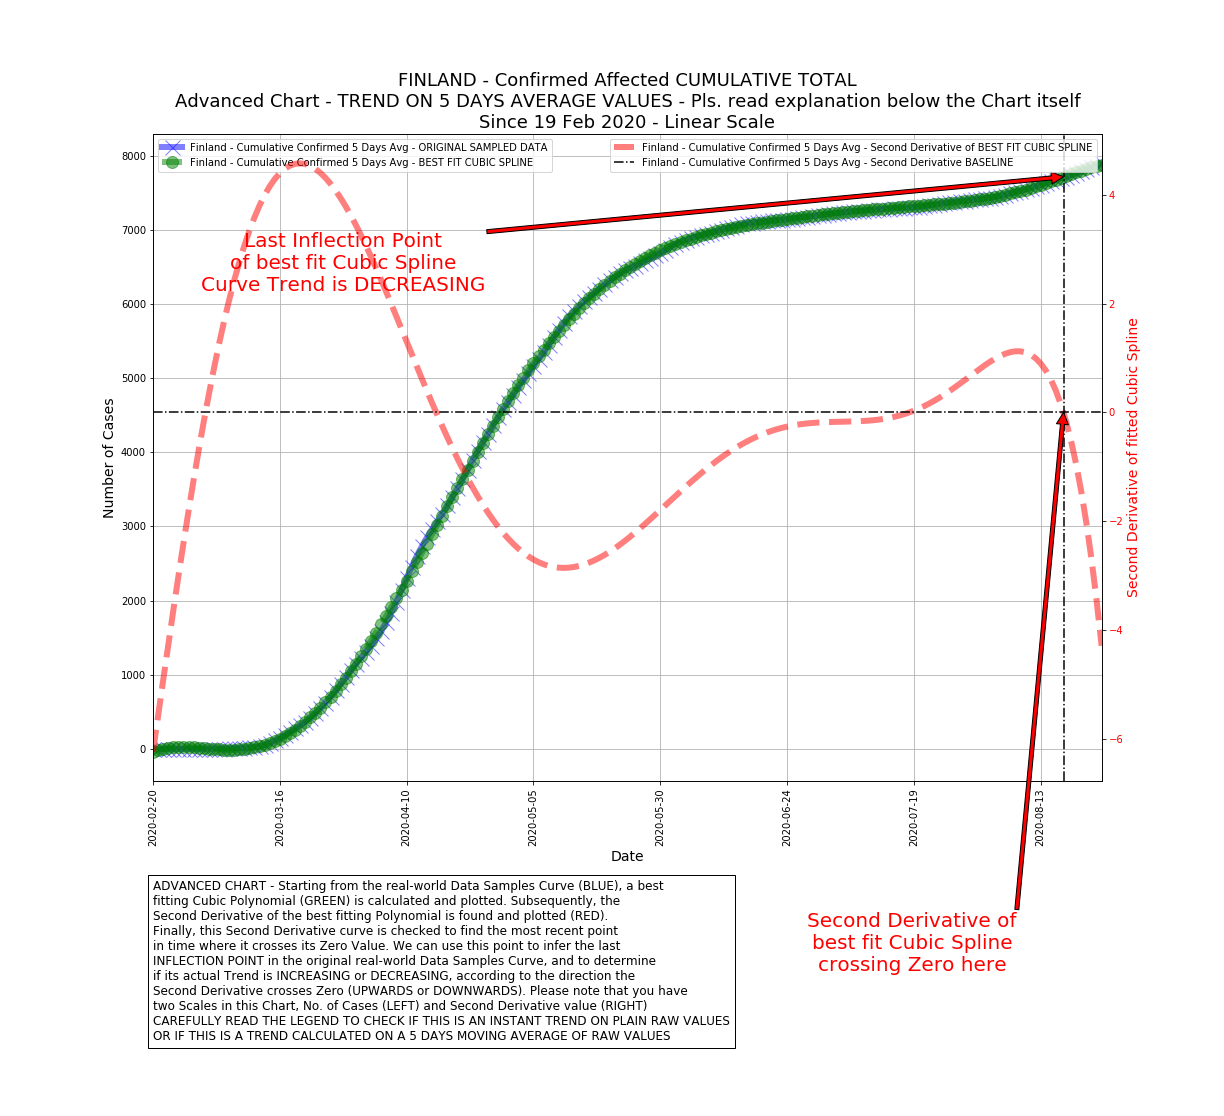 FINLAND - Confirmed Affected CUMULATIVE TOTAL
Advanced Chart - TREND ON 5 DAYS AVERAGE VALUES - Pls. read explanation below the Chart itself
Since 19 Feb 2020 - Linear Scale
Finland - Cumulative Confirmed 5 Days Avg - ORIGINAL SAMPLED DATA
Finland - Cumulative Confirmed 5 Days Avg - BEST FIT CUBIC SPLINE
Finland - Cumulative Confirmed 5 Days Avg - Second Derivative of BEST FIT CUBIC SPLINE
Finland - Cumulative Confirmed 5 Days Avg - Second Derivative BASELINE
8000
7000
6000
5000
4000
3000
2000
1000
0
Number of Cases
Last Inflection Point
of best fit Cubic Spline
Curve Trend is DECREASING
4
2
0
−2
−4
−6
Second Derivative of fitted Cubic Spline
2020-02-20
2020-03-16
2020-04-10
2020-05-05
2020-05-30
2020-06-24
2020-07-19
2020-08-13
Date
ADVANCED CHART - Starting from the real-world Data Samples Curve (BLUE), a best
fitting Cubic Polynomial (GREEN) is calculated and plotted. Subsequently, the
Second Derivative of the best fitting Polynomial is found and plotted (RED).
Finally, this Second Derivative curve is checked to find the most recent point
in time where it crosses its Zero Value. We can use this point to infer the last
INFLECTION POINT in the original real-world Data Samples Curve, and to determine
if its actual Trend is INCREASING or DECREASING, according to the direction the
Second Derivative crosses Zero (UPWARDS or DOWNWARDS). Please note that you have
two Scales in this Chart, No. of Cases (LEFT) and Second Derivative value (RIGHT)
CAREFULLY READ THE LEGEND TO CHECK IF THIS IS AN INSTANT TREND ON PLAIN RAW VALUES
OR IF THIS IS A TREND CALCULATED ON A 5 DAYS MOVING AVERAGE OF RAW VALUES
Second Derivative of
best fit Cubic Spline
crossing Zero here